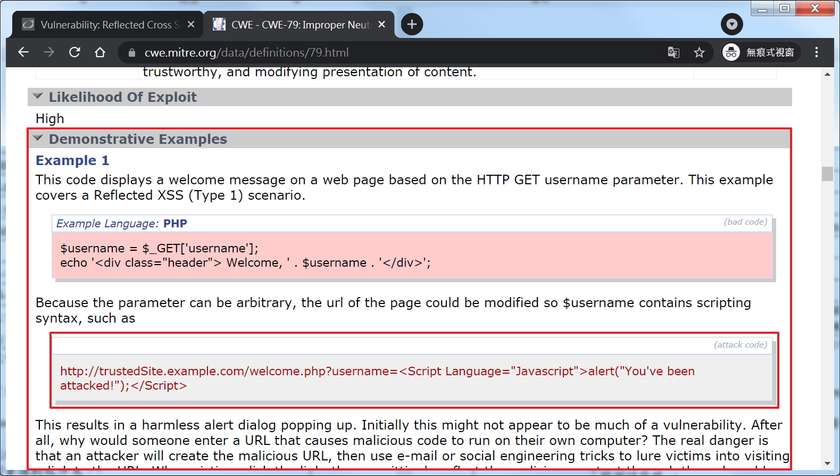 Vulnerability: Reflected Cross S
CWE - CWE-79: Improper Neut
cwe.mitre.org/data/definitions/79.html
無痕式視窗
trustworthy, and modifying presentation of content.
Likelihood Of Exploit
High
Demonstrative Examples
Example 1
This code displays a welcome message on a web page based on the HTTP GET username parameter. This example
covers a Reflected XSS (Type 1) scenario.
Example Language: PHP
(bad code)
$username = $_GET['username'];
echo '<div class="header"> Welcome, ' . $username . '</div>';
Because the parameter can be arbitrary, the url of the page could be modified so $username contains scripting
syntax, such as
(attack code)
http://trustedSite.example.com/welcome.php?username=<Script Language="Javascript">alert("You've been
attacked!");</Script>
This results in a harmless alert dialog popping up. Initially this might not appear to be much of a vulnerability. After
all, why would someone enter a URL that causes malicious code to run on their own computer? The real danger is
that an attacker will create the malicious URL, then use e-mail or social engineering tricks to lure victims into visiting